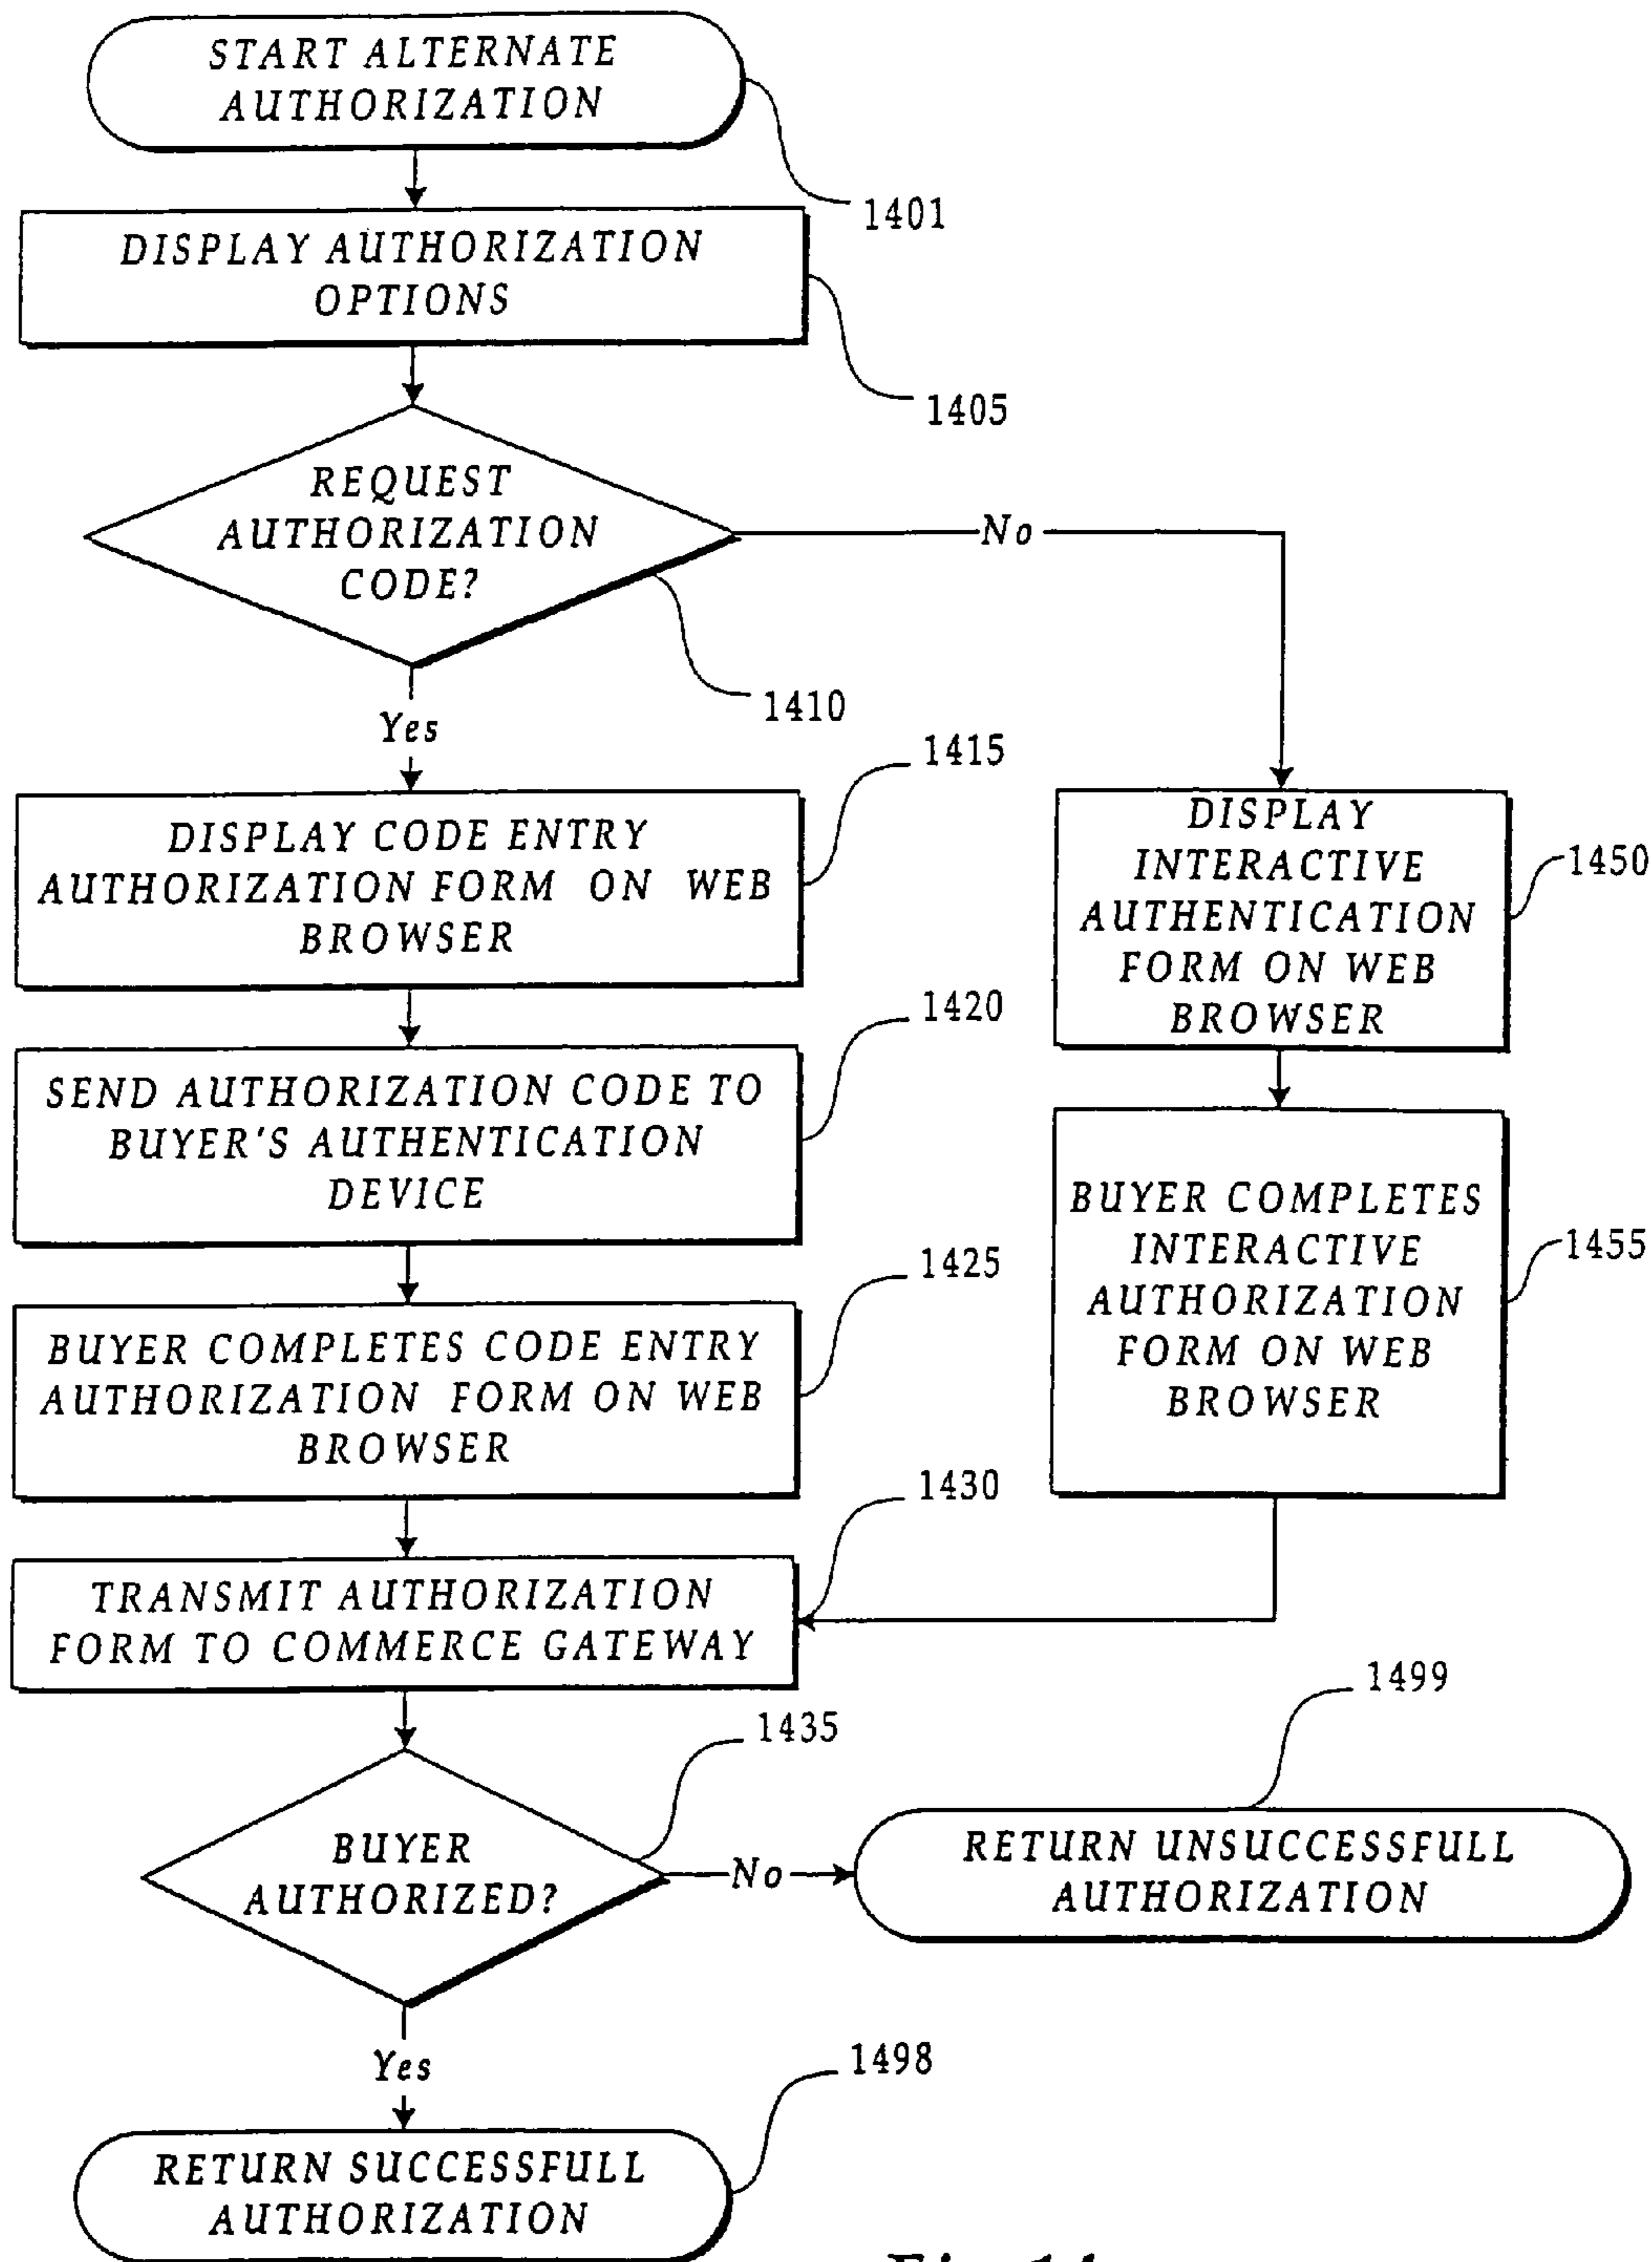 START ALTERNATE
AUTHORIZATION
1401
DISPLAY AUTHORIZATION
OPTIONS
1405
REQUEST
AUTHORIZATION
CODE?
No
1410
Yes
1415
DISPLAY CODE ENTRY
AUTHORIZATION FORM ON WEB
BROWSER
DISPLAY
INTERACTIVE
AUTHENTICATION
FORM ON WEB
BROWSER
1450
1420
SEND AUTHORIZATION CODE TO
BUYER'S AUTHENTICATION
DEVICE
BUYER COMPLETES
INTERACTIVE
AUTHORIZATION
FORM ON WEB
BROWSER
1455
1425
BUYER COMPLETES CODE ENTRY
AUTHORIZATION FORM ON WEB
BROWSER
1430
TRANSMIT AUTHORIZATION
FORM TO COMMERCE GATEWAY
1435
1499
BUYER
AUTHORIZED?
No
RETURN UNSUCCESSFULL
AUTHORIZATION
Yes
1498
RETURN SUCCESSFULL
AUTHORIZATION